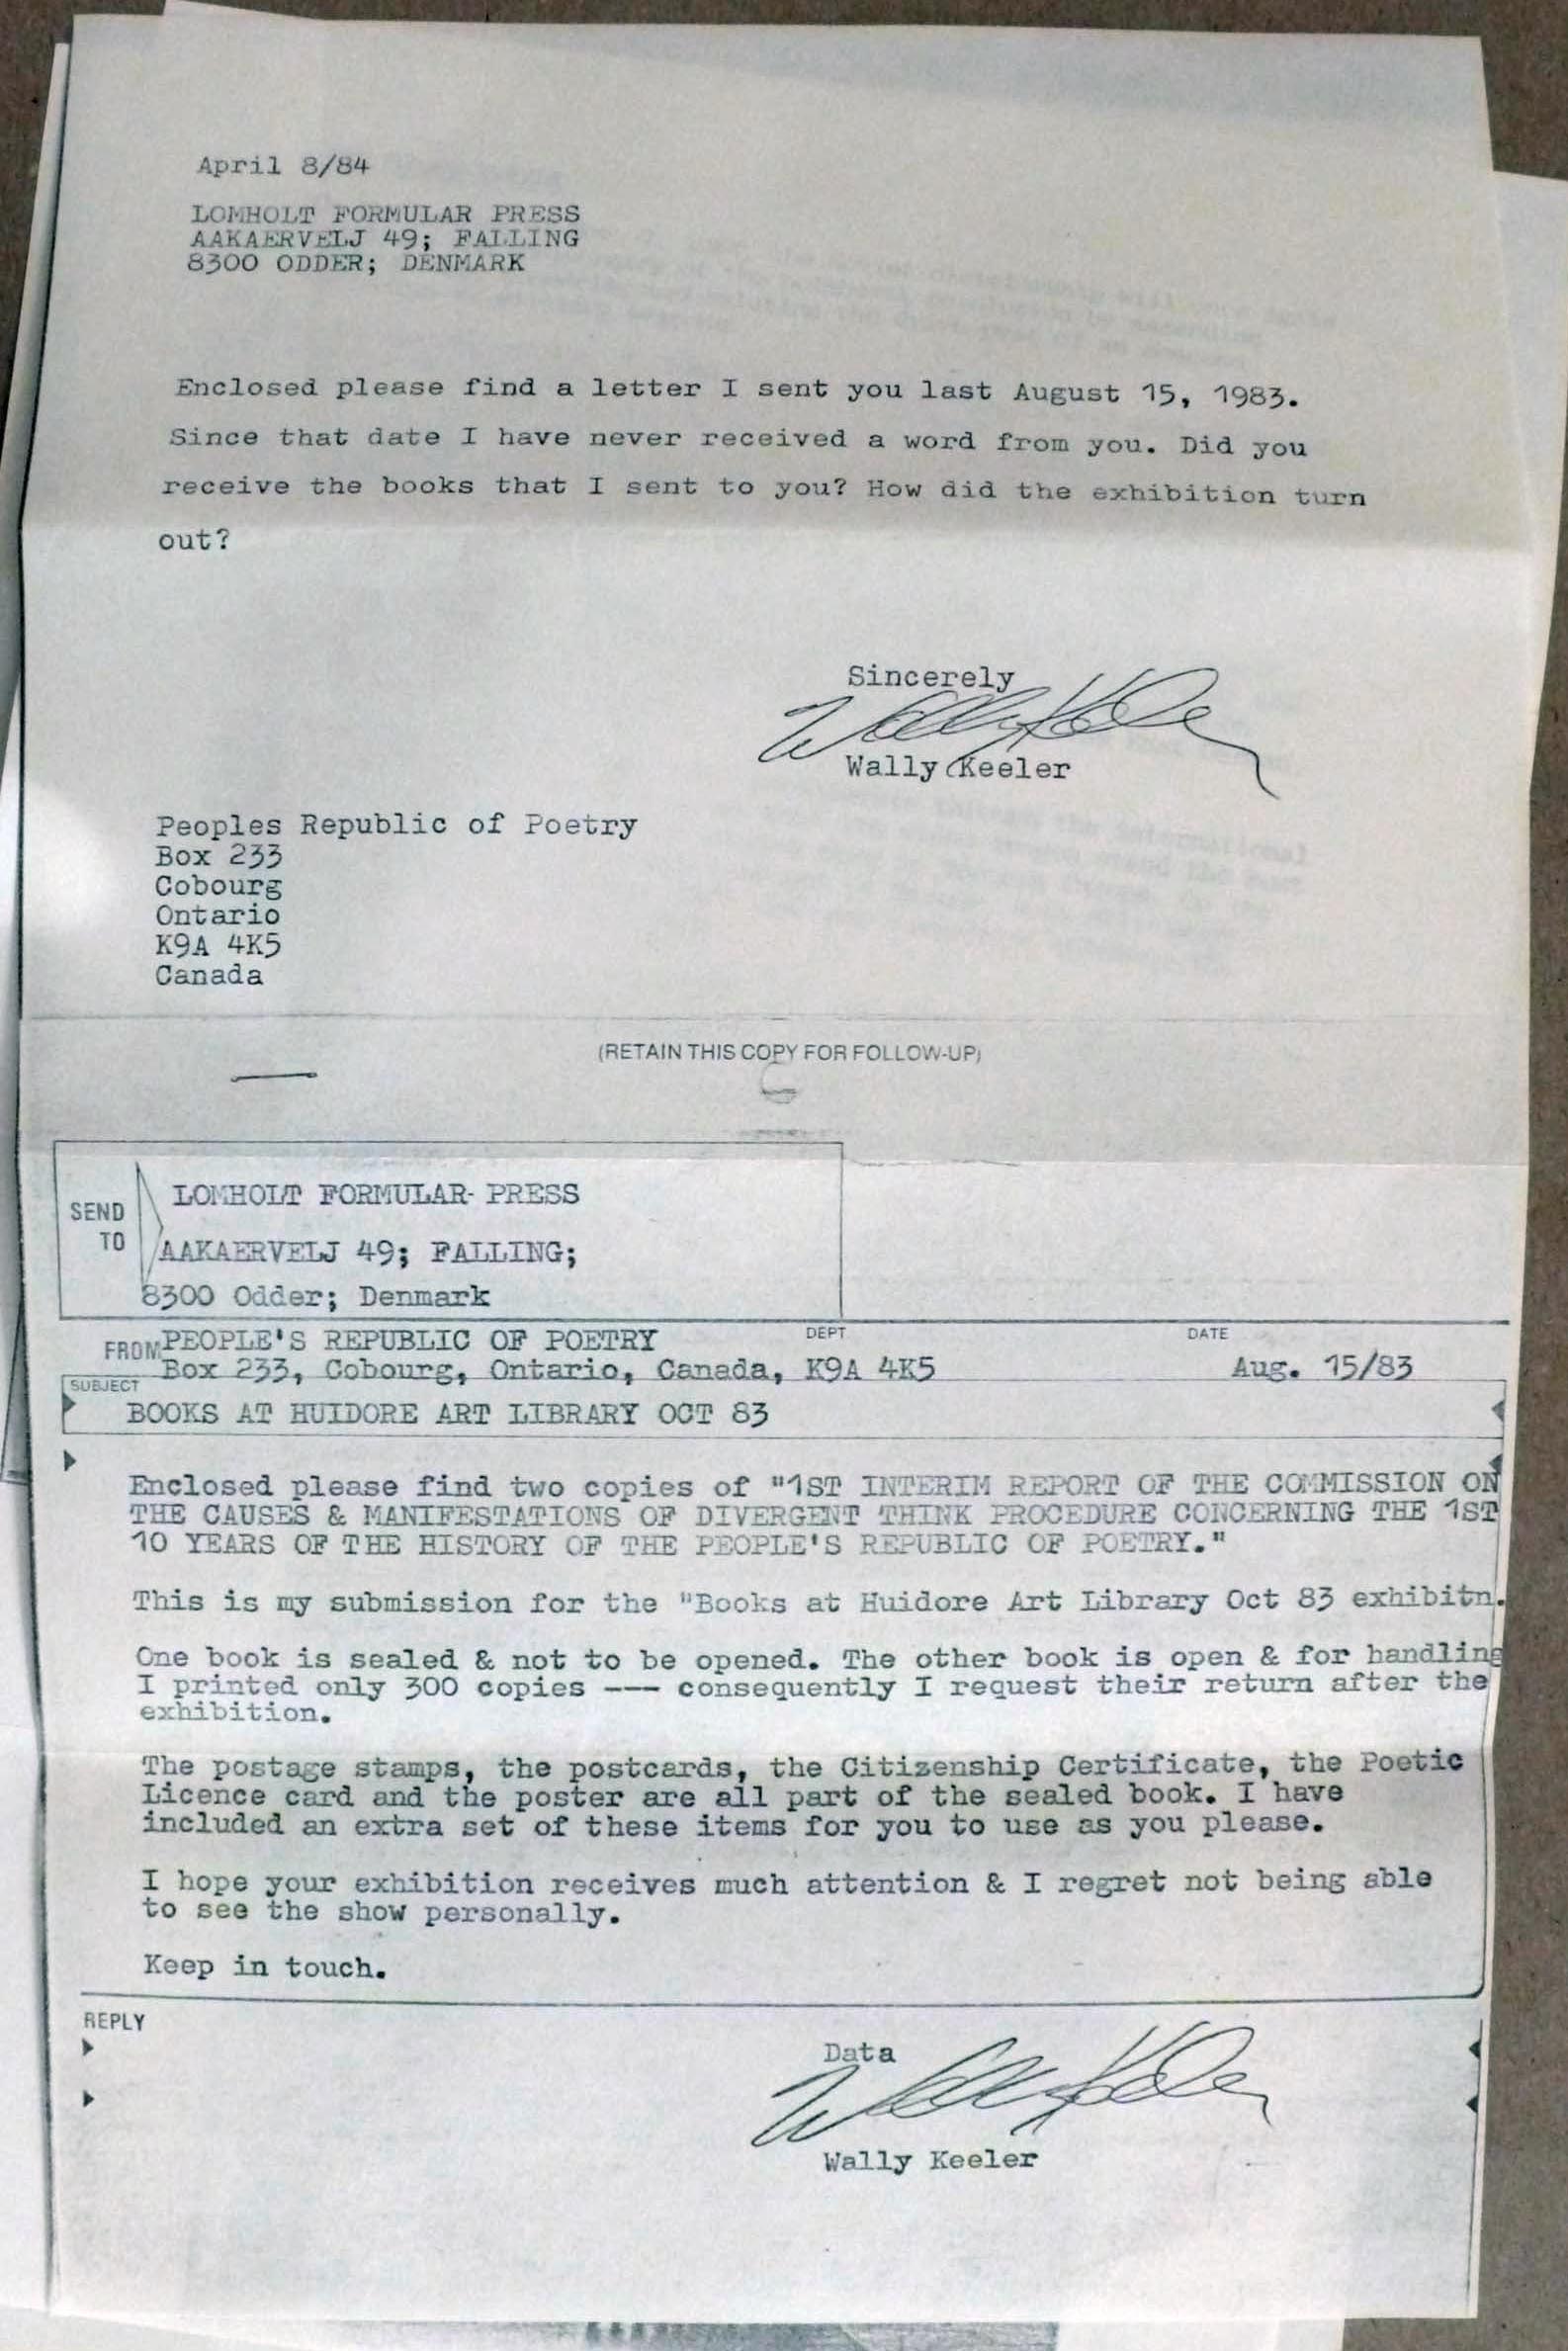 April 8/84
LOMHOLT FORMULAR PRESS
AAKAERVELJ 49; FALLING
8300 ODDER; DENMARK
Enclosed please find a letter I sent you last August 15, 1983.
Since that date I have never received a word from you. Did you
receive the books that I sent to you? How did the exhibition turn
out?
Sincerely
Wally Keeler
Wally Keeler
Peoples Republic of Poetry
Box 233
Cobourg
Ontario
K9A 4K5
Canada
(RETAIN THIS COPY FOR FOLLOW-UP)
SEND TO
LOMHOLT FORMULAR- PRESS
AAKAERVELJ 49; FALLING;
8300 Odder; Denmark
FROM PEOPLE'S REPUBLIC OF POETRY DEPT DATE
Box 233, Cobourg, Ontario, Canada, K9A 4K5 Aug. 15/83
SUBJECT
BOOKS AT HUIDORE ART LIBRARY OCT 83
Enclosed please find two copies of "1ST INTERIM REPORT OF THE COMMISSION ON
THE CAUSES & MANIFESTATIONS OF DIVERGENT THINK PROCEDURE CONCERNING THE 1ST
10 YEARS OF THE HISTORY OF THE PEOPLE'S REPUBLIC OF POETRY."
This is my submission for the "Books at Huidore Art Library Oct 83 exhibitn.
One book is sealed & not to be opened. The other book is open & for handling
I printed only 300 copies --- consequently I request their return after the
exhibition.
The postage stamps, the postcards, the Citizenship Certificate, the Poetic
Licence card and the poster are all part of the sealed book. I have
included an extra set of these items for you to use as you please.
I hope your exhibition receives much attention & I regret not being able
to see the show personally.
Keep in touch.
REPLY
Data
Wally Keeler
Wally Keeler